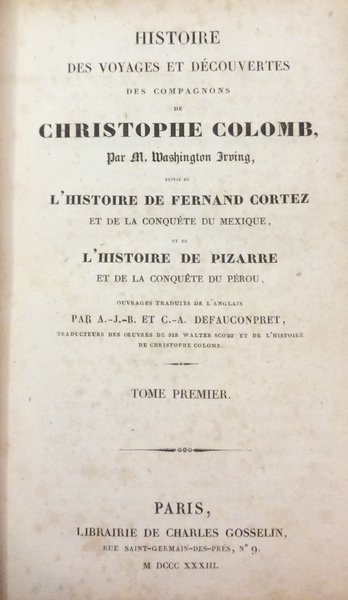 HISTOIRE
DES VOYAGES ET DÉCOUVERTES
DES COMPAGNONS
DE
CHRISTOPHE COLOMB,
Par M. Washington Irving,
SUIVIE DE
L'HISTOIRE DE FERNAND CORTEZ
ET DE LA CONQUÊTE DU MEXIQUE,
ET DE
L'HISTOIRE DE PIZARRE
ET DE LA CONQUÊTE DU PÉROU.
OUVRAGES TRADUITS DE L'ANGLAIS
PAR A.-J.-B. ET C.-A. DEFAUCONPRET,
TRADUCTEURS DES ŒUVRES DE SIR WALTER SCOTT ET DE L'HISTOIRE
DE CHRISTOPHE COLOMB.
TOME PREMIER.
PARIS,
LIBRAIRIE DE CHARLES GOSSELIN,
RUE SAINT-GERMAIN-DES-PRÉS, N° 9.
M DCCC XXXIII.